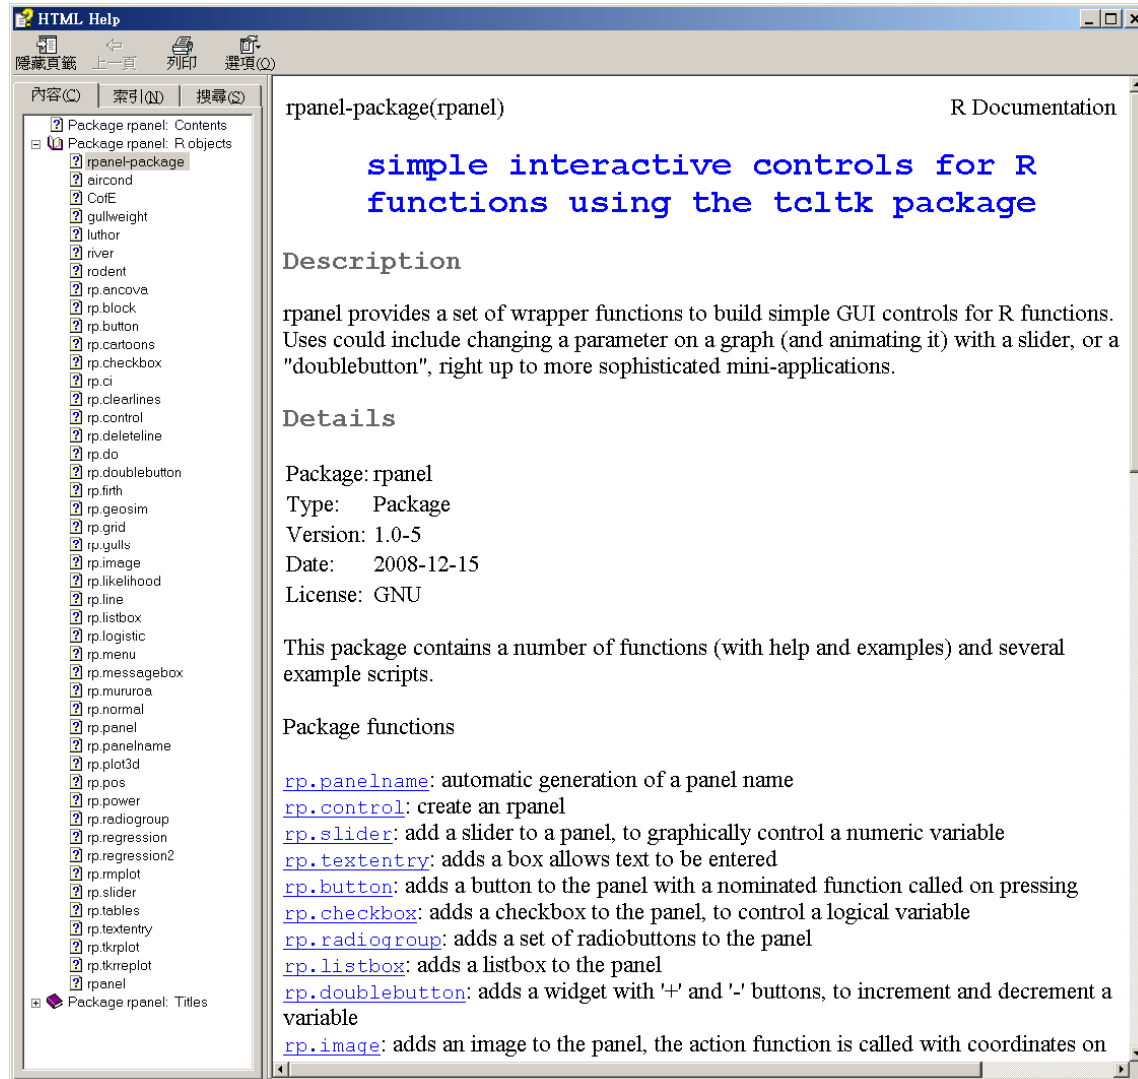 HTML Help
隱藏頁籤 上一頁 列印 選項(O)
內容(C) 索引(N) 搜尋(S)
Package rpanel: Contents
Package rpanel: R objects
rpanel-package
aircond
CofE
gullweight
luthor
river
rodent
rp.ancova
rp.block
rp.button
rp.cartoons
rp.checkbox
rp.ci
rp.clearlines
rp.control
rp.deleteline
rp.do
rp.doublebutton
rp.firth
rp.geosim
rp.grid
rp.gulls
rp.image
rp.likelihood
rp.line
rp.listbox
rp.logistic
rp.menu
rp.messagebox
rp.mururoa
rp.normal
rp.panel
rp.panelname
rp.plot3d
rp.pos
rp.power
rp.radiogroup
rp.regression
rp.regression2
rp.rmplot
rp.slider
rp.tables
rp.textentry
rp.tkrplot
rp.tkrreplot
rpanel
Package rpanel: Titles
rpanel-package(rpanel) R Documentation
simple interactive controls for R
functions using the tcltk package
Description
rpanel provides a set of wrapper functions to build simple GUI controls for R functions.
Uses could include changing a parameter on a graph (and animating it) with a slider, or a
"doublebutton", right up to more sophisticated mini-applications.
Details
Package: rpanel
Type: Package
Version: 1.0-5
Date: 2008-12-15
License: GNU
This package contains a number of functions (with help and examples) and several
example scripts.
Package functions
rp.panelname: automatic generation of a panel name
rp.control: create an rpanel
rp.slider: add a slider to a panel, to graphically control a numeric variable
rp.textentry: adds a box allows text to be entered
rp.button: adds a button to the panel with a nominated function called on pressing
rp.checkbox: adds a checkbox to the panel, to control a logical variable
rp.radiogroup: adds a set of radiobuttons to the panel
rp.listbox: adds a listbox to the panel
rp.doublebutton: adds a widget with '+' and '-' buttons, to increment and decrement a
variable
rp.image: adds an image to the panel, the action function is called with coordinates on